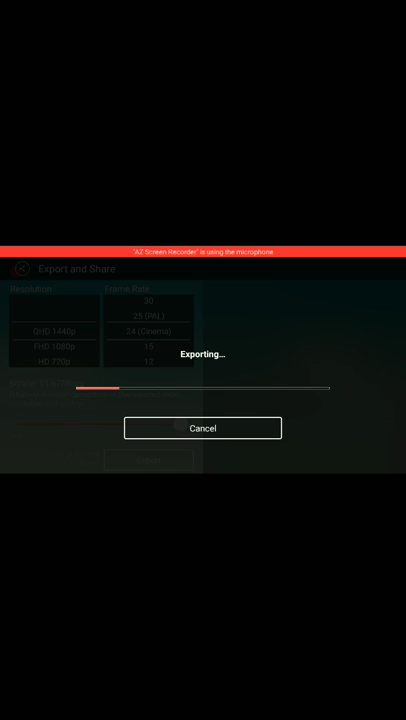 "AZ Screen Recorder" is using the microphone
Export and Share
Resolution
Frame Rate
30
25 (PAL)
QHD 1440p
24 (Cinema)
FHD 1080p
15
HD 720p
12
Exporting...
Cancel